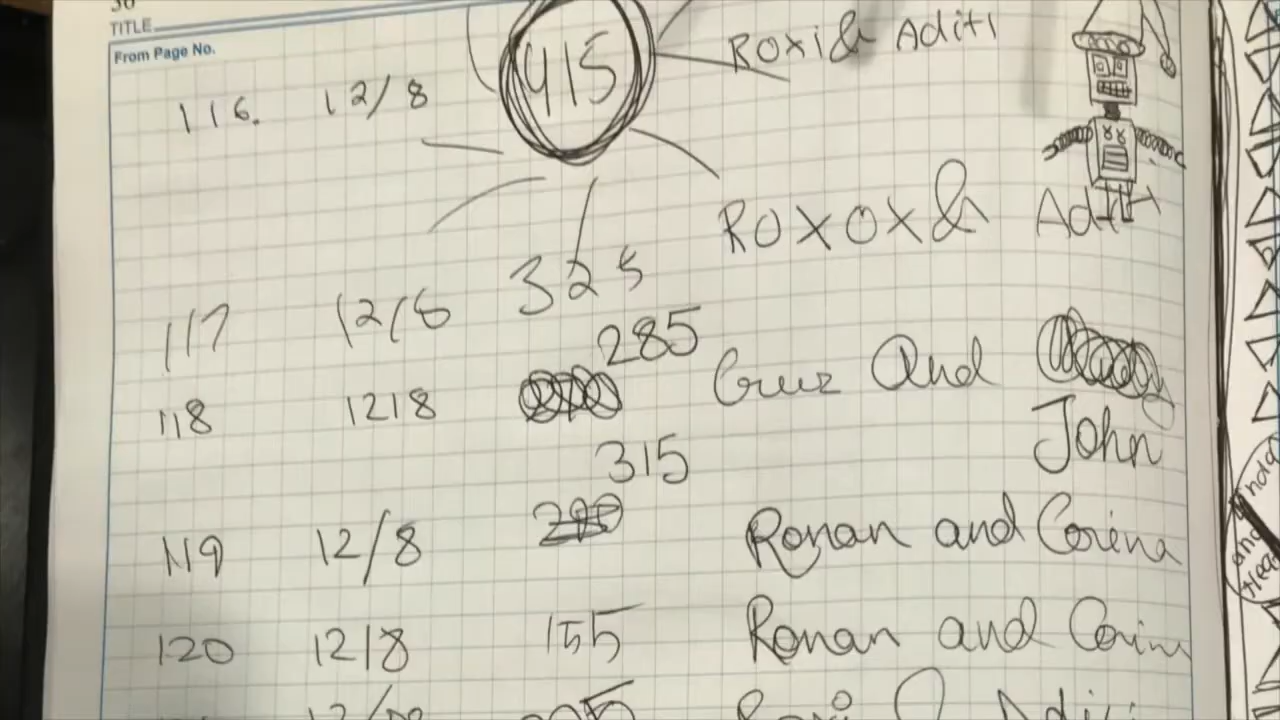 30
TITLE
From Page No.
116. 12/8 415 Roxi & Aditi
117 12/8 325 Roxox & Aditi
285
118 12/8 Cruz And
John
315
119 12/8 Ronan and Corina
120 12/8 155 Ronan and Corina